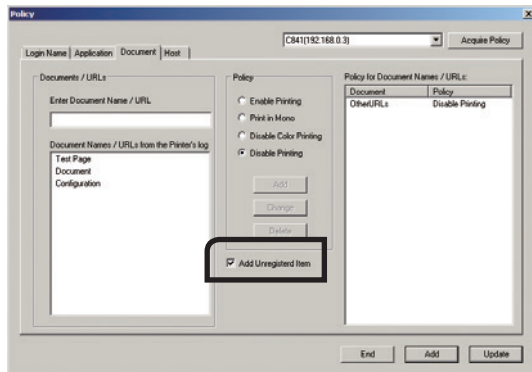 Policy
C841(192.168.0.3)
Acquire Policy
Login Name
Application
Document
Host
Documents / URLs
Enter Document Name / URL
Document Names / URLs from the Printer's log
Test Page
Document
Configuration
Policy
Enable Printing
Print in Mono
Disable Color Printing
Disable Printing
Add
Change
Delete
Add Unregisterd Item
Policy for Document Names / URLs:
Document Policy
OtherURLs Disable Printing
End
Add
Update